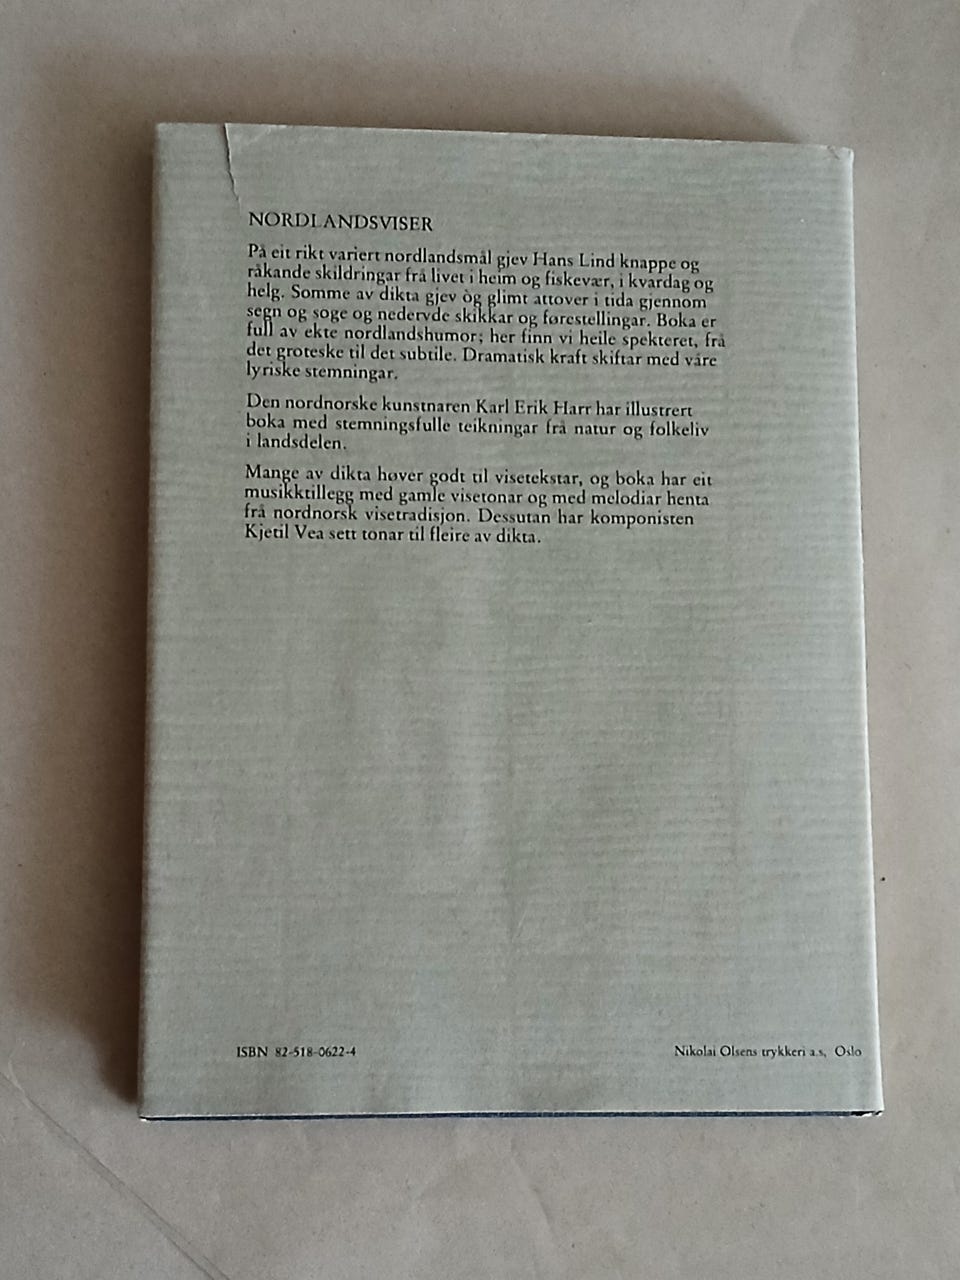 NORDLANDSVISER
På eit rikt variert nordlandsmål gjev Hans Lind knappe og
råkande skildringar frå livet i heim og fiskevær, i kvardag og
helg. Somme av dikta gjev òg glimt attover i tida gjennom
segn og soge og nedervde skikkar og førestellingar. Boka er
full av ekte nordlandshumor; her finn vi heile spekteret, frå
det groteske til det subtile. Dramatisk kraft skiftar med våre
lyriske stemningar.
Den nordnorske kunstnaren Karl Erik Harr har illustrert
boka med stemningsfulle teikningar frå natur og folkeliv
i landsdelen.
Mange av dikta høver godt til visetekstar, og boka har eit
musikktillegg med gamle visetonar og med melodiar henta
frå nordnorsk visetradisjon. Dessutan har komponisten
Kjetil Vea sett tonar til fleire av dikta.
ISBN 82-518-0622-4
Nikolai Olsens trykkeri a.s, Oslo